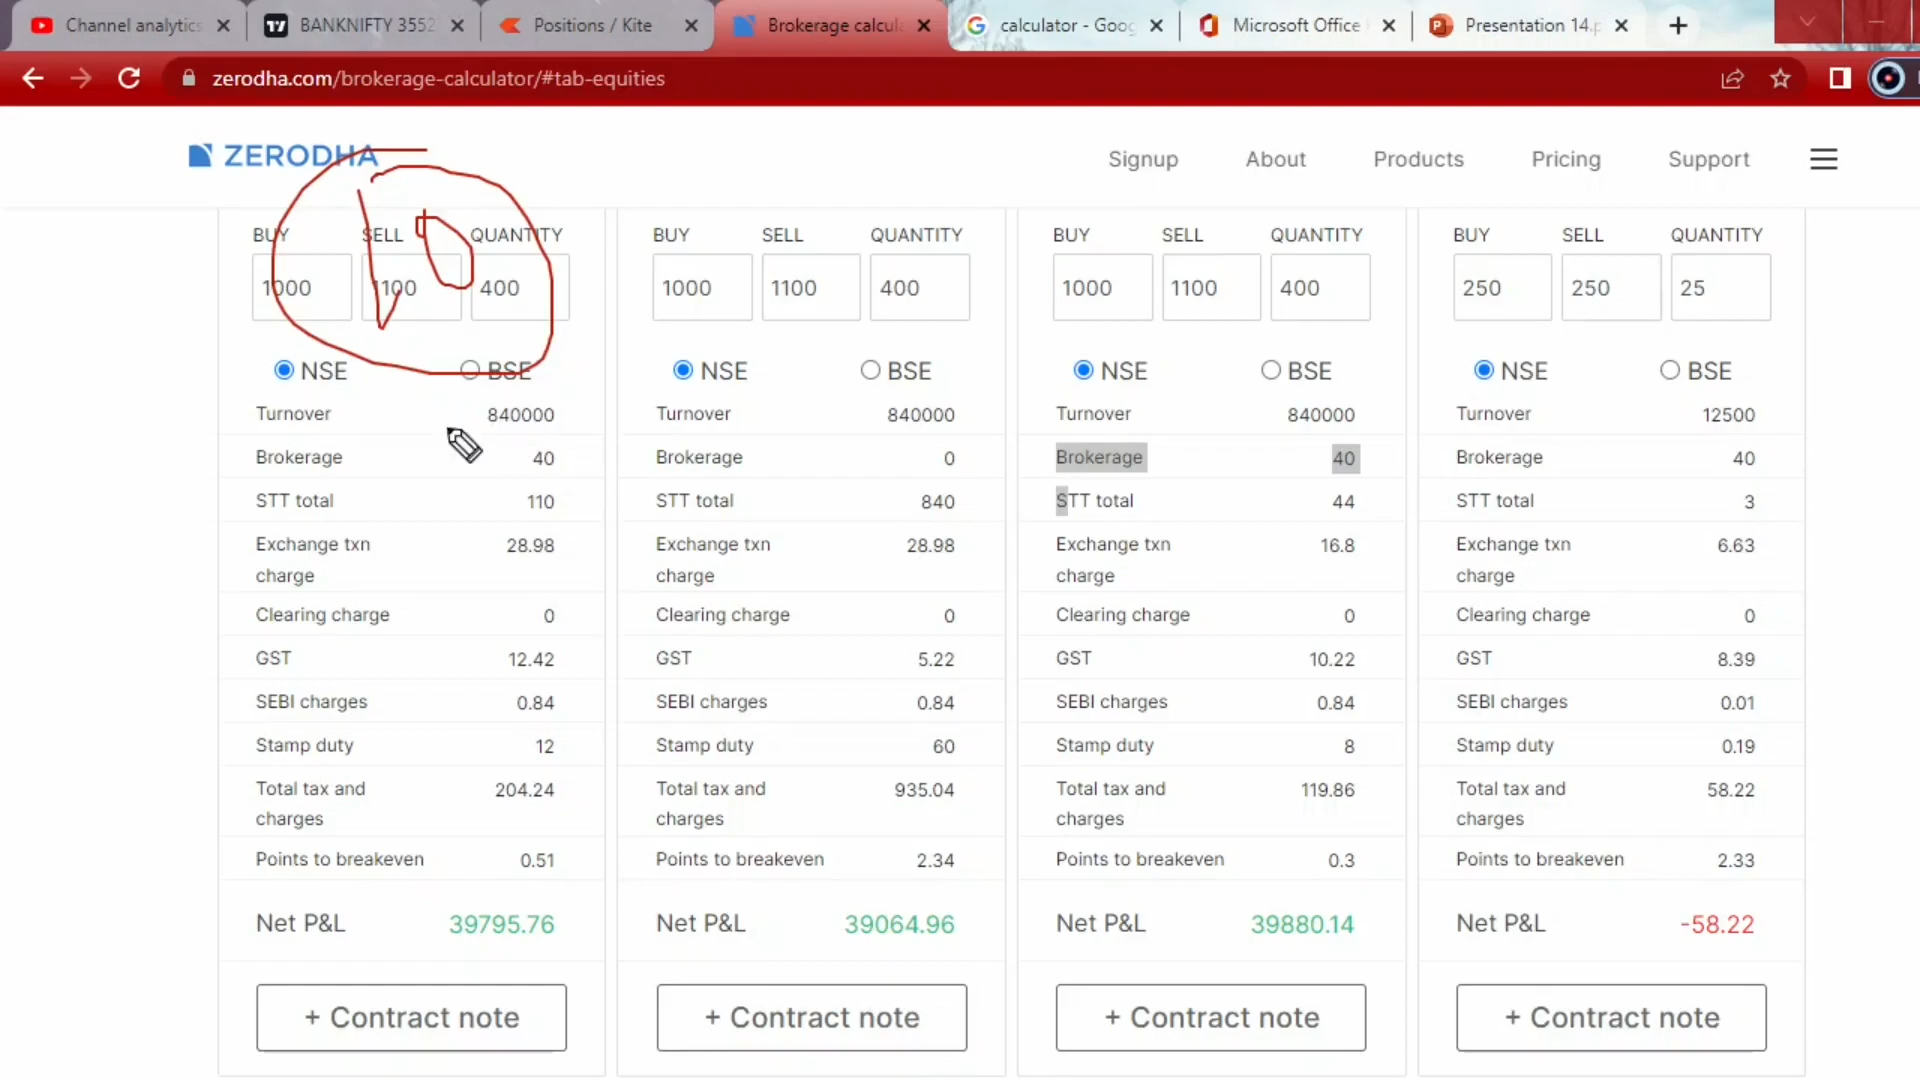 Channel analytics
BANKNIFTY 3552
Positions / Kite
Brokerage calcul
calculator - Goog
Microsoft Office
Presentation 14.p
zerodha.com/brokerage-calculator/#tab-equities
ZERODHA
Signup About Products Pricing Support
BUY SELL QUANTITY BUY SELL QUANTITY BUY SELL QUANTITY BUY SELL QUANTITY
1000 1100 400 1000 1100 400 1000 1100 400 250 250 25
NSE BSE NSE BSE NSE BSE NSE BSE
Turnover 840000 Turnover 840000 Turnover 840000 Turnover 12500
Brokerage 40 Brokerage 0 Brokerage 40 Brokerage 40
STT total 110 STT total 840 STT total 44 STT total 3
Exchange txn 28.98 Exchange txn 28.98 Exchange txn 16.8 Exchange txn 6.63
charge charge charge charge
Clearing charge 0 Clearing charge 0 Clearing charge 0 Clearing charge 0
GST 12.42 GST 5.22 GST 10.22 GST 8.39
SEBI charges 0.84 SEBI charges 0.84 SEBI charges 0.84 SEBI charges 0.01
Stamp duty 12 Stamp duty 60 Stamp duty 8 Stamp duty 0.19
Total tax and 204.24 Total tax and 935.04 Total tax and 119.86 Total tax and 58.22
charges charges charges charges
Points to breakeven 0.51 Points to breakeven 2.34 Points to breakeven 0.3 Points to breakeven 2.33
Net P&L 39795.76 Net P&L 39064.96 Net P&L 39880.14 Net P&L -58.22
+ Contract note + Contract note + Contract note + Contract note